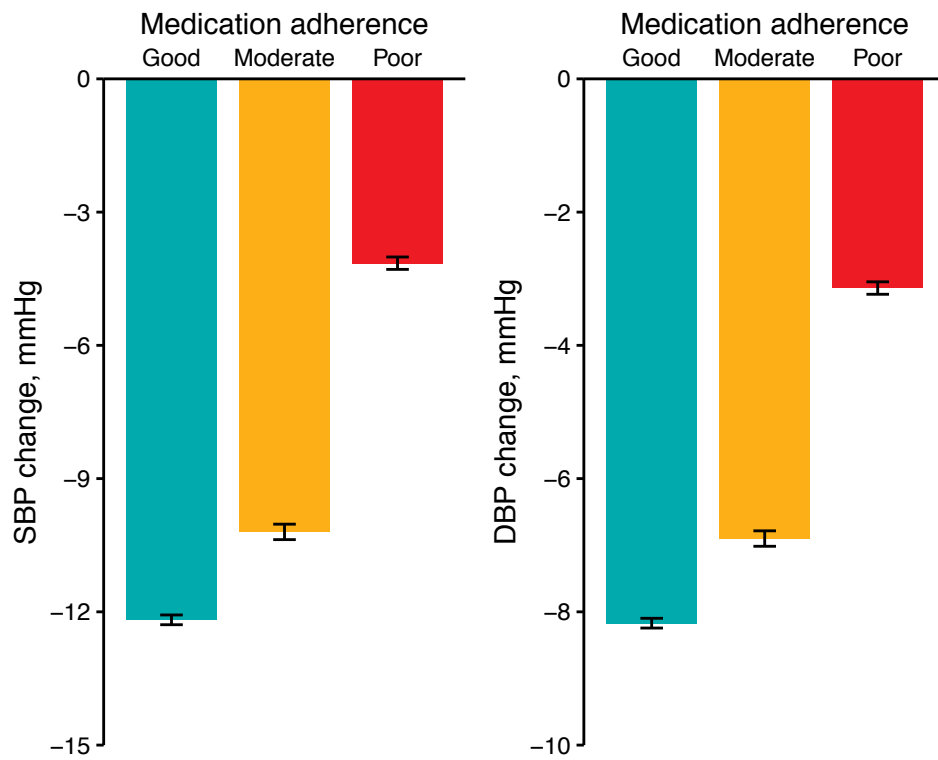 Medication adherence
Good Moderate Poor
0
−3
−6
−9
−12
−15
SBP change, mmHg
Medication adherence
Good Moderate Poor
0
−2
−4
−6
−8
−10
DBP change, mmHg